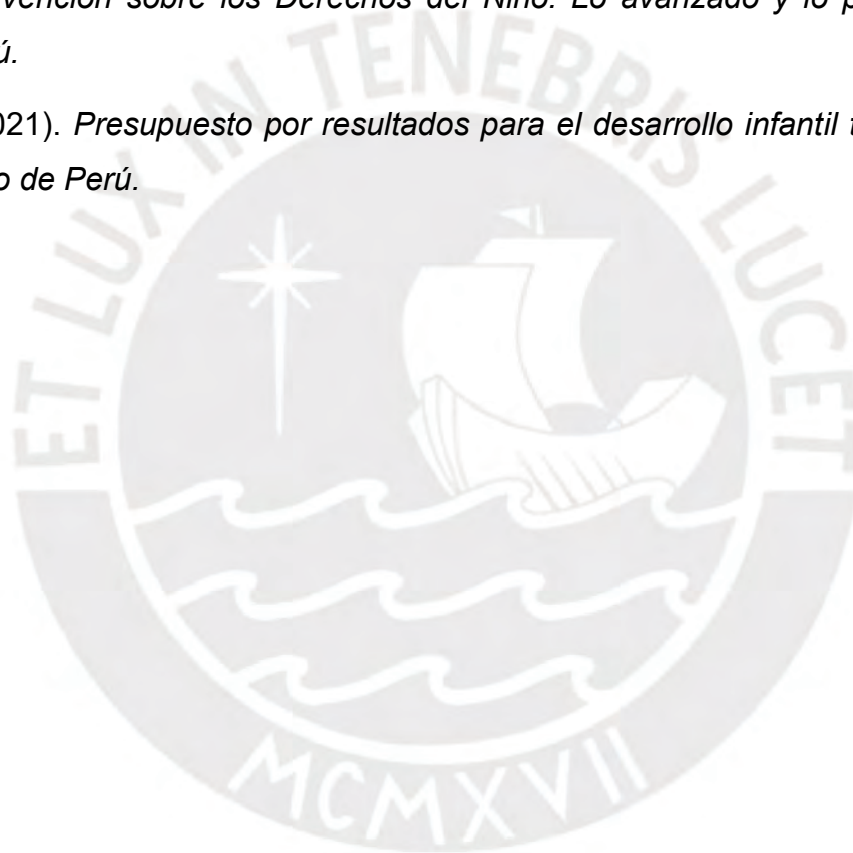 vención sobre los Derechos del Niño. Lo avanzado y lo p
ú.
021). Presupuesto por resultados para el desarrollo infantil t
o de Perú.
ET LUX IN TENEBRIS LUCET
MCMXVII